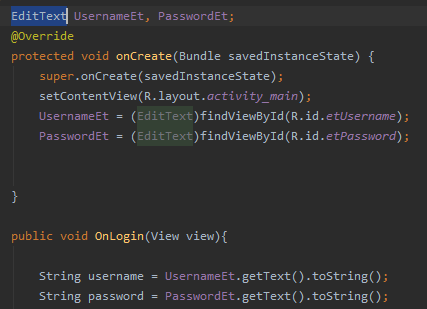 EditText UsernameEt, PasswordEt;
@Override
protected void onCreate(Bundle savedInstanceState) {
super.onCreate(savedInstanceState);
setContentView(R.layout.activity_main);
UsernameEt = (EditText)findViewById(R.id.etUsername);
PasswordEt = (EditText)findViewById(R.id.etPassword);
}
public void OnLogin(View view){
String username = UsernameEt.getText().toString();
String password = PasswordEt.getText().toString();